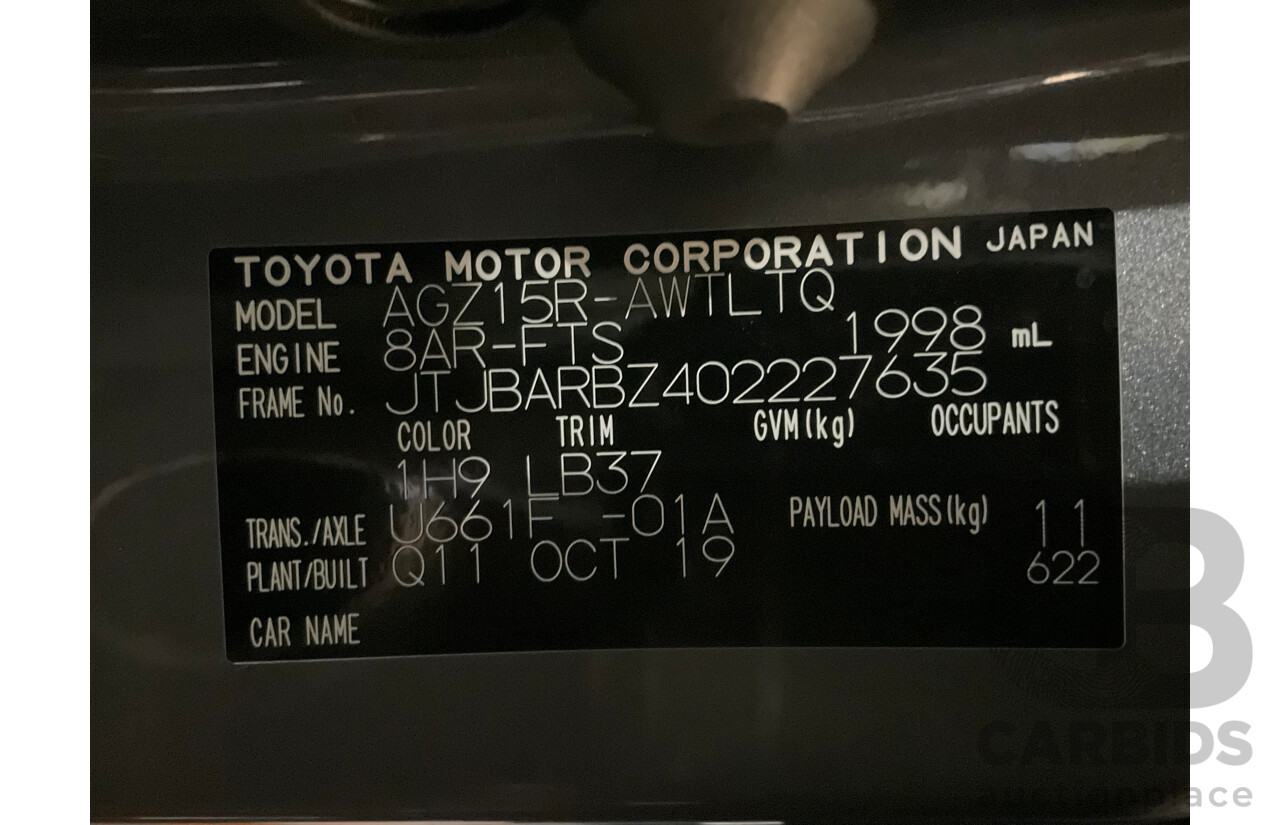 TOYOTA MOTOR CORPORATION JAPAN
MODEL AGZ15R-AWTLTQ
ENGINE 8AR-FTS 1998 mL
FRAME No. JTJBARBZ402227635
COLOR TRIM GVM(kg) OCCUPANTS
1H9 LB37
TRANS./AXLE U661F -01A PAYLOAD MASS(kg) 11
PLANT/BUILT Q11 OCT 19 622
CAR NAME
B
CARBIDS
auctionplace